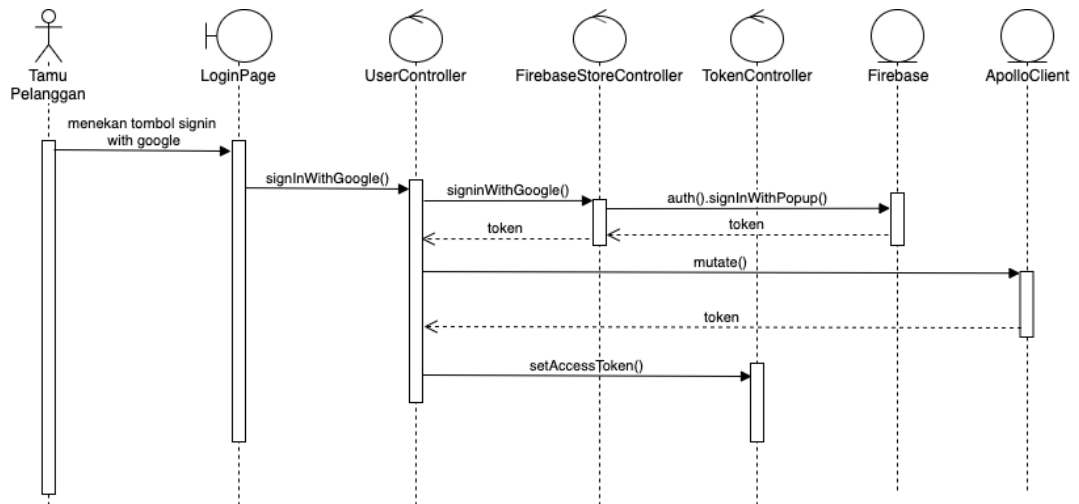 Tamu
Pelanggan
LoginPage
UserController
FirebaseStoreController
TokenController
Firebase
ApolloClient
menekan tombol signin
with google
signInWithGoogle()
signinWithGoogle()
auth().signInWithPopup()
token
token
mutate()
token
setAccessToken()